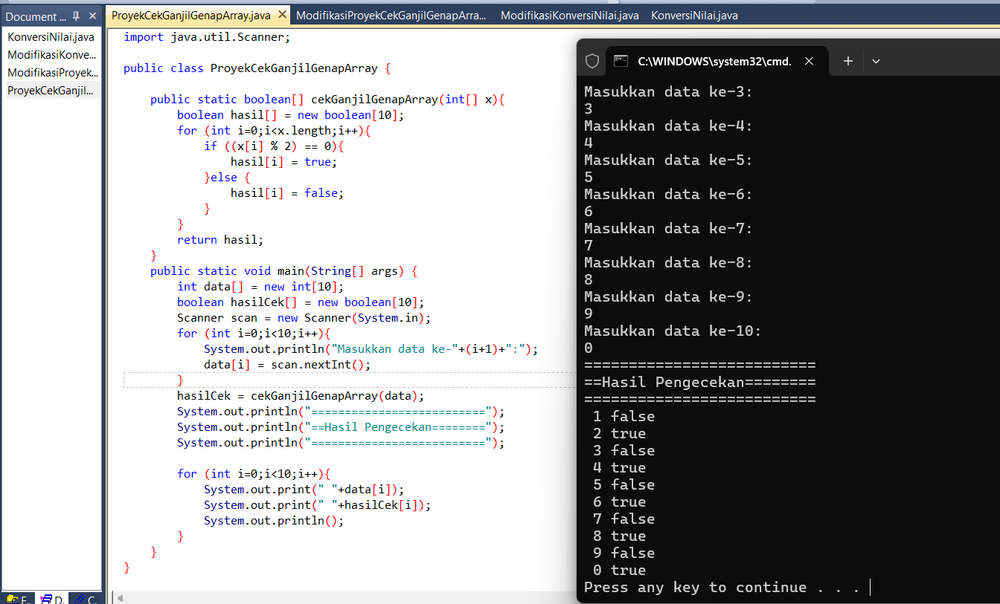 Document ...
KonversiNilai.java
ModifikasiKonve...
ModifikasiProyek...
ProyekCekGanjil...
F..
D.
C.
ProyekCekGanjilGenapArray.java
ModifikasiProyekCekGanjilGenapArra...
ModifikasiKonversiNilai.java
KonversiNilai.java
import java.util.Scanner;
public class ProyekCekGanjilGenapArray {
public static boolean[] cekGanjilGenapArray(int[] x){
boolean hasil[] = new boolean[10];
for (int i=0;i<x.length;i++){
if ((x[i] % 2) == 0){
hasil[i] = true;
}else {
hasil[i] = false;
}
}
return hasil;
}
public static void main(String[] args) {
int data[] = new int[10];
boolean hasilCek[] = new boolean[10];
Scanner scan = new Scanner(System.in);
for (int i=0;i<10;i++){
System.out.println("Masukkan data ke-"+(i+1)+":");
data[i] = scan.nextInt();
}
hasilCek = cekGanjilGenapArray(data);
System.out.println("==========================");
System.out.println("==Hasil Pengecekan========");
System.out.println("==========================");
for (int i=0;i<10;i++){
System.out.print(" "+data[i]);
System.out.print(" "+hasilCek[i]);
System.out.println();
}
}
}
C:\WINDOWS\system32\cmd.
Masukkan data ke-3:
3
Masukkan data ke-4:
4
Masukkan data ke-5:
5
Masukkan data ke-6:
6
Masukkan data ke-7:
7
Masukkan data ke-8:
8
Masukkan data ke-9:
9
Masukkan data ke-10:
0
==========================
==Hasil Pengecekan========
==========================
1 false
2 true
3 false
4 true
5 false
6 true
7 false
8 true
9 false
0 true
Press any key to continue . . .